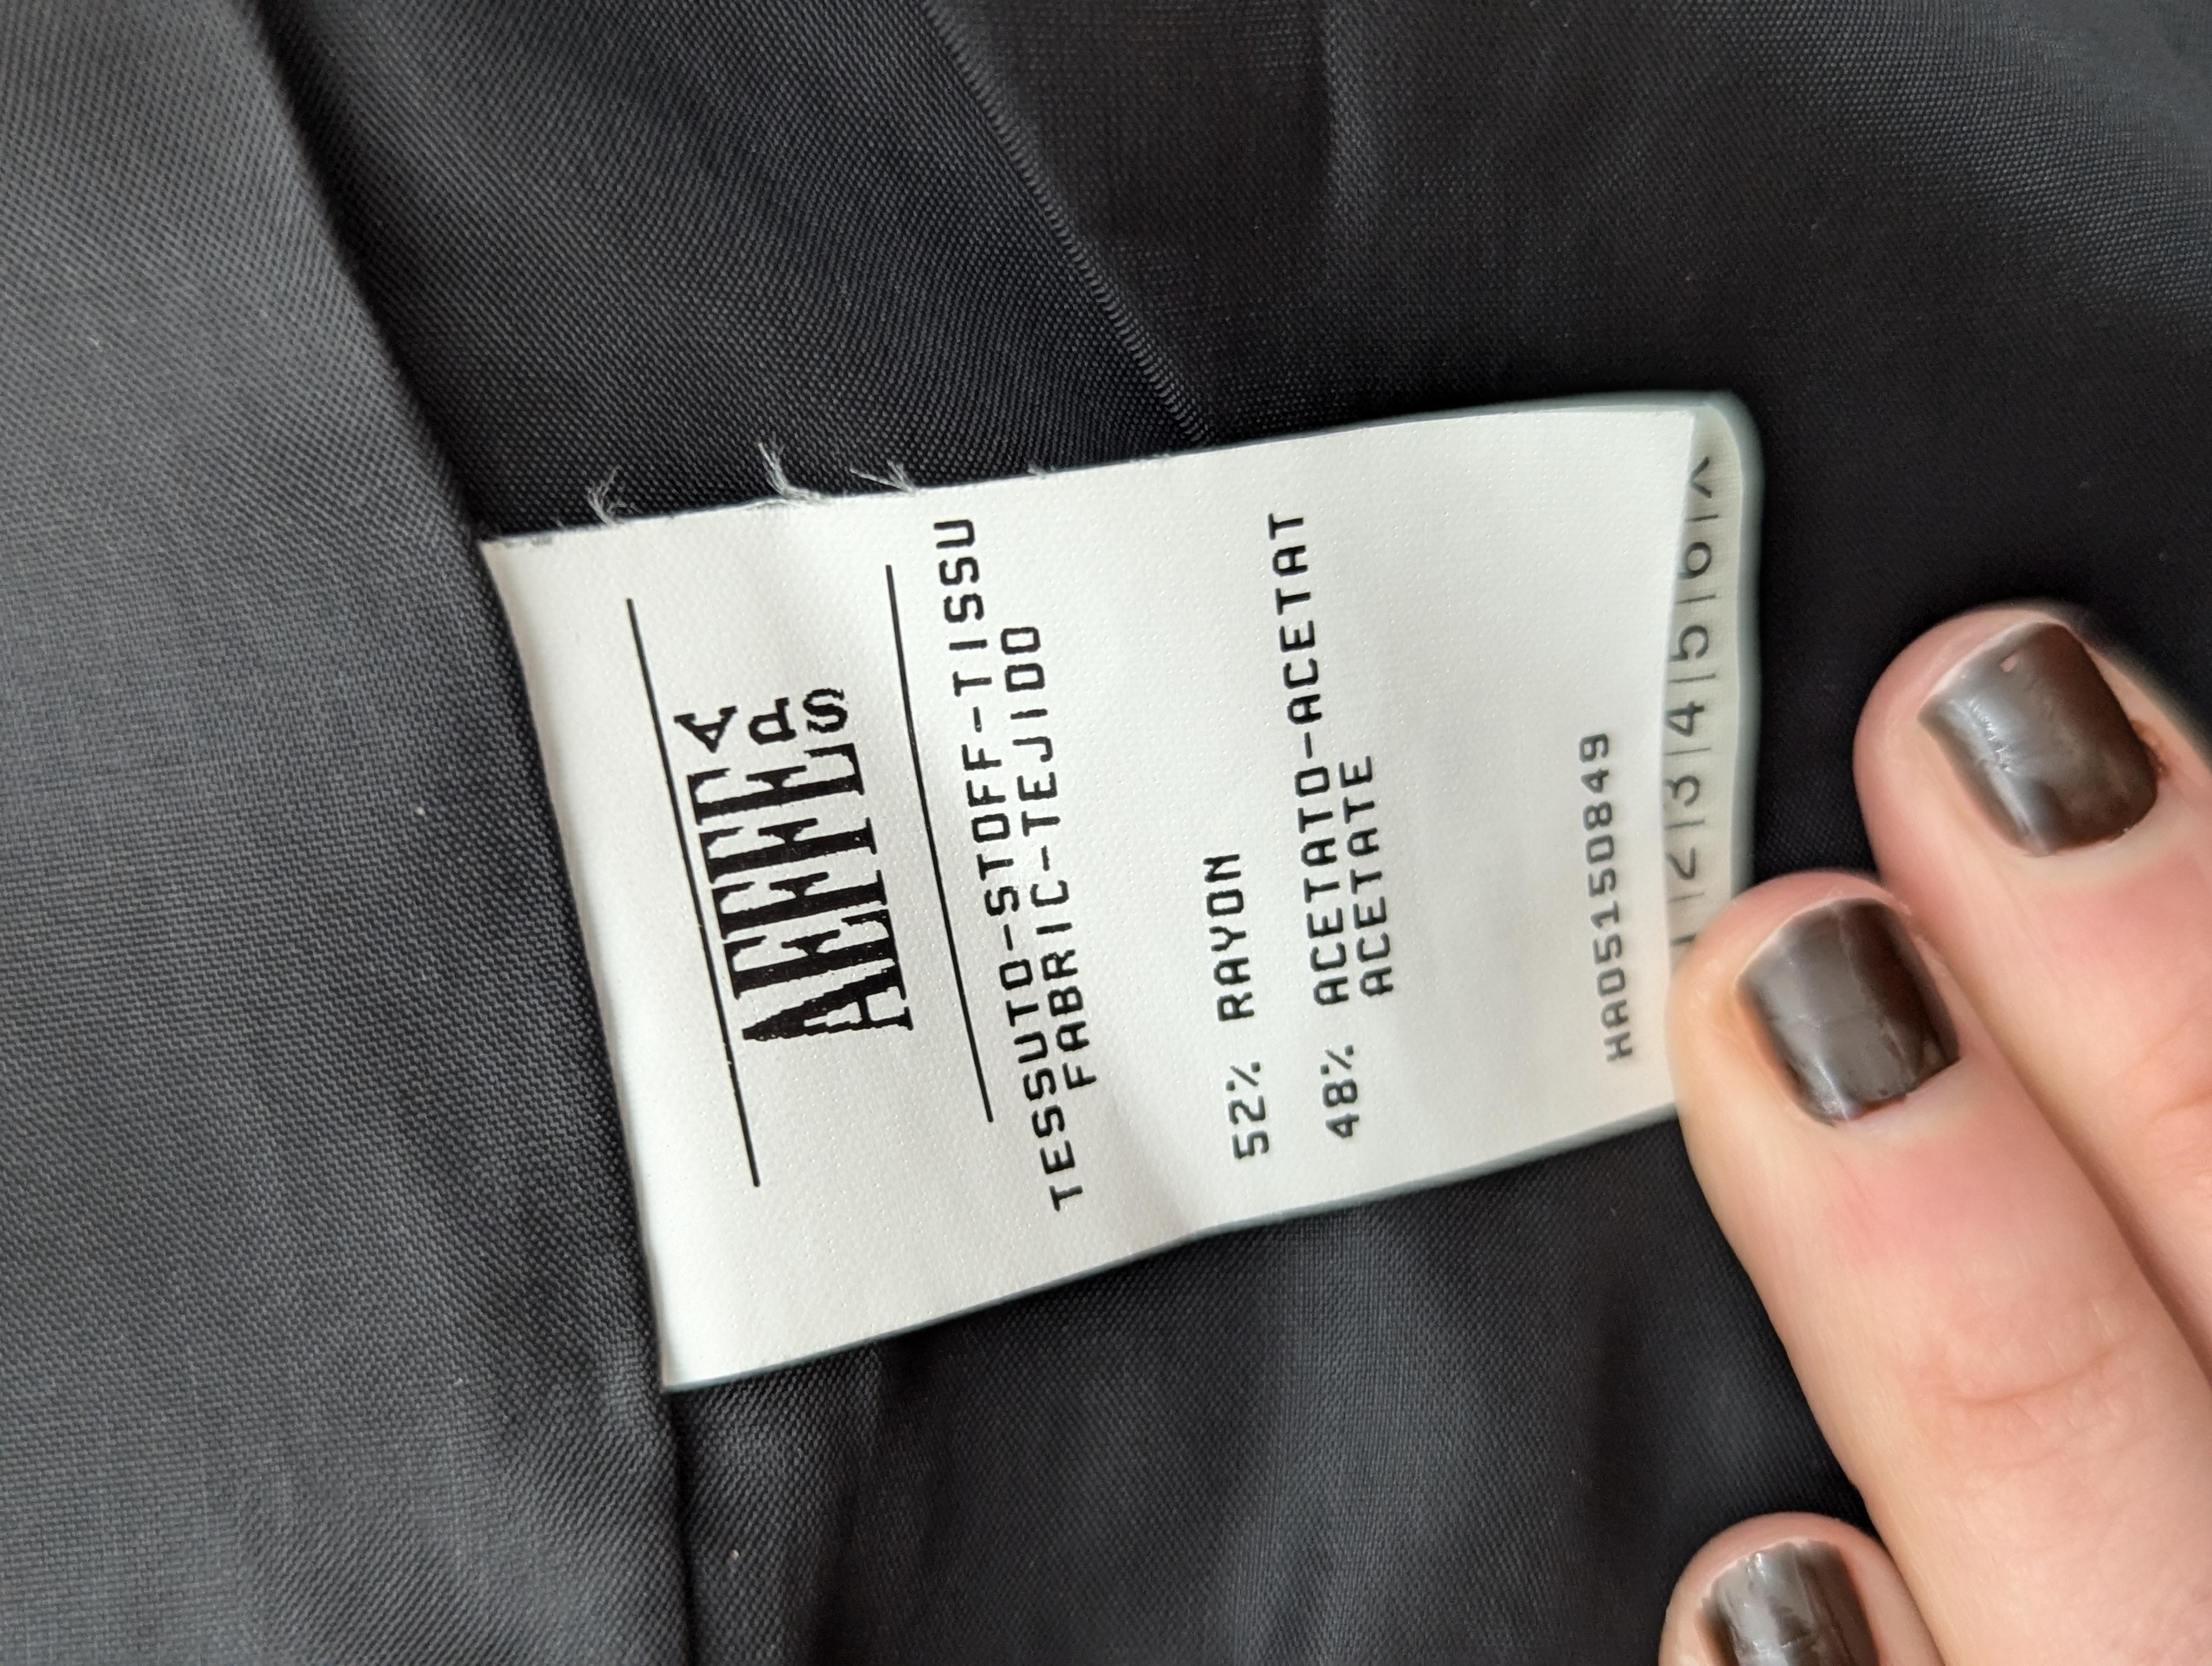 AEFFE spa
TESSUTO-STOFF-TISSU
FABRIC-TEJIDO
52% RAYON
48% ACETATO-ACETAT
ACETATE
HA05150849
1|2|3|4|5|6|X